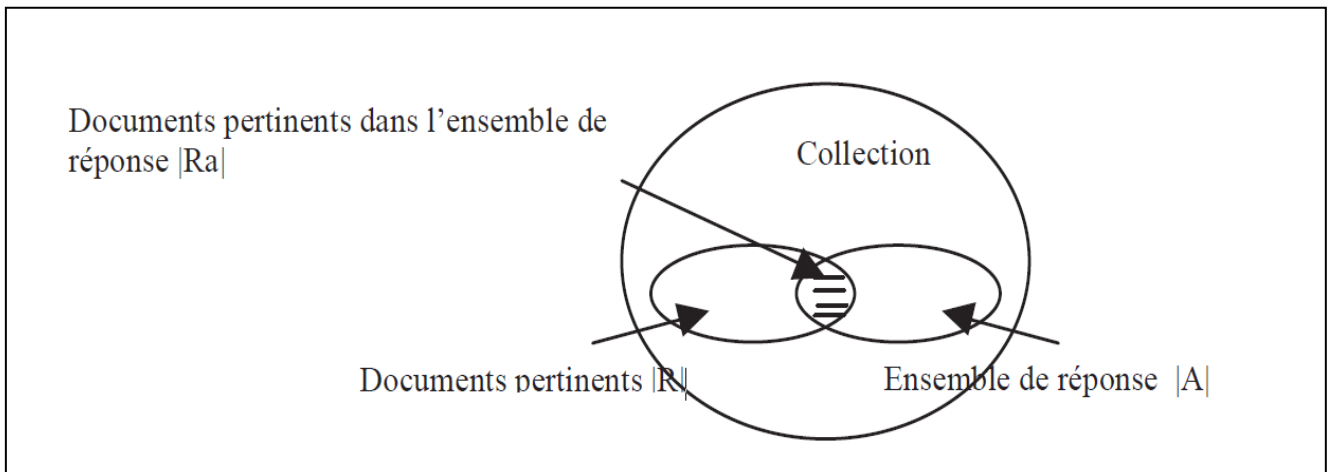 Documents pertinents dans l’ensemble de
réponse |Ra|
Collection
Documents pertinents |R|
Ensemble de réponse |A|